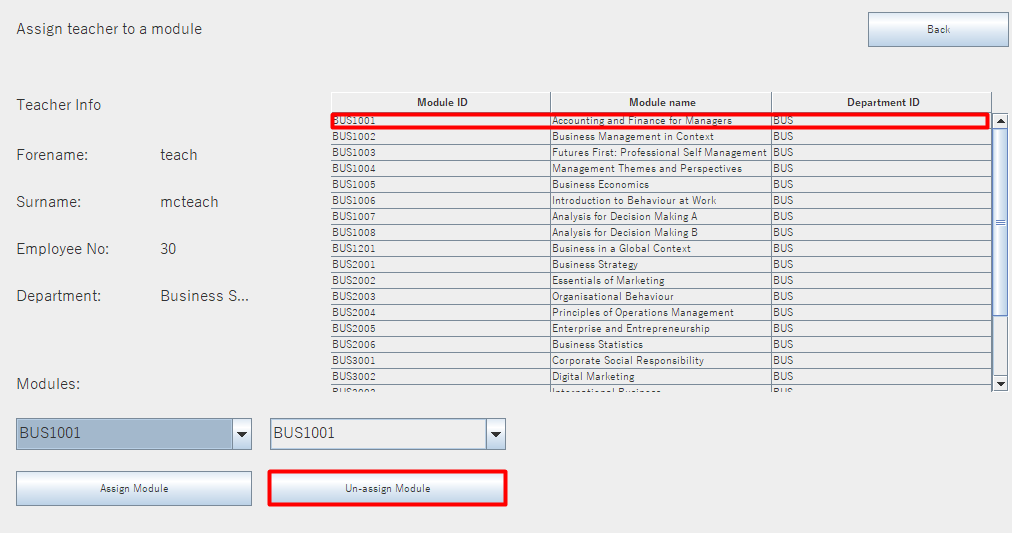 Assign teacher to a module
Back
Teacher Info
Forename: teach
Surname: mcteach
Employee No: 30
Department: Business S...
Module ID Module name Department ID
BUS1001 Accounting and Finance for Managers BUS
BUS1002 Business Management in Context BUS
BUS1003 Futures First: Professional Self Management BUS
BUS1004 Management Themes and Perspectives BUS
BUS1005 Business Economics BUS
BUS1006 Introduction to Behaviour at Work BUS
BUS1007 Analysis for Decision Making A BUS
BUS1008 Analysis for Decision Making B BUS
BUS1201 Business in a Global Context BUS
BUS2001 Business Strategy BUS
BUS2002 Essentials of Marketing BUS
BUS2003 Organisational Behaviour BUS
BUS2004 Principles of Operations Management BUS
BUS2005 Enterprise and Entrepreneurship BUS
BUS2006 Business Statistics BUS
BUS3001 Corporate Social Responsibility BUS
BUS3002 Digital Marketing BUS
International Business BUS
Modules:
BUS1001 BUS1001
Assign Module Un-assign Module